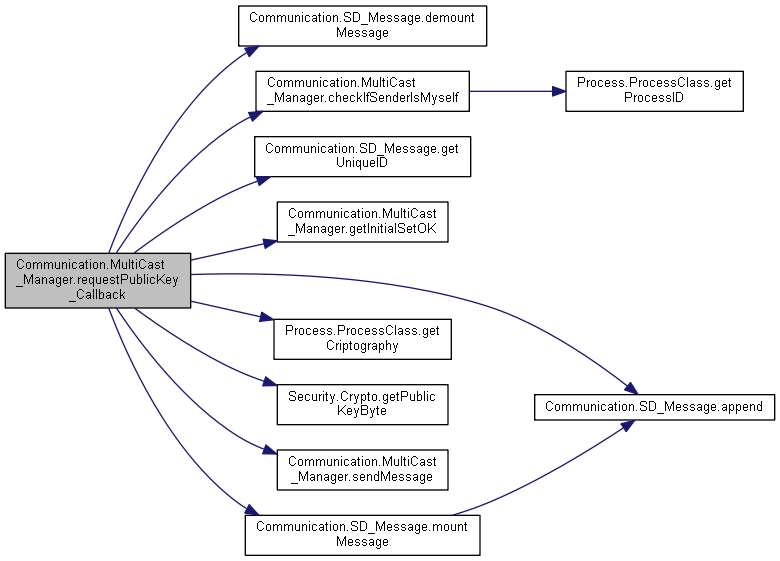 Communication.SD_Message.demount
Message
Communication.MultiCast
_Manager.checkIfSenderIsMyself
Process.ProcessClass.get
ProcessID
Communication.SD_Message.get
UniqueID
Communication.MultiCast
_Manager.getInitialSetOK
Communication.MultiCast
_Manager.requestPublicKey
_Callback
Process.ProcessClass.get
Criptography
Security.Crypto.getPublic
KeyByte
Communication.SD_Message.append
Communication.MultiCast
_Manager.sendMessage
Communication.SD_Message.mount
Message